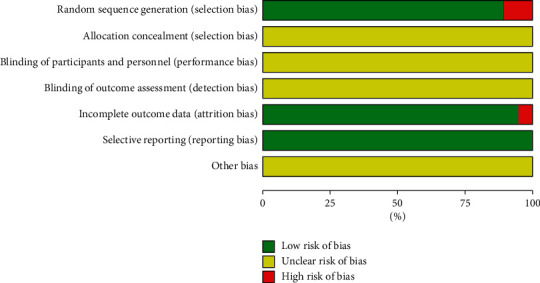 Random sequence generation (selection bias)
Allocation concealment (selection bias)
Blinding of participants and personnel (performance bias)
Blinding of outcome assessment (detection bias)
Incomplete outcome data (attrition bias)
Selective reporting (reporting bias)
Other bias
0 25 50 75 100
(%)
Low risk of bias
Unclear risk of bias
High risk of bias